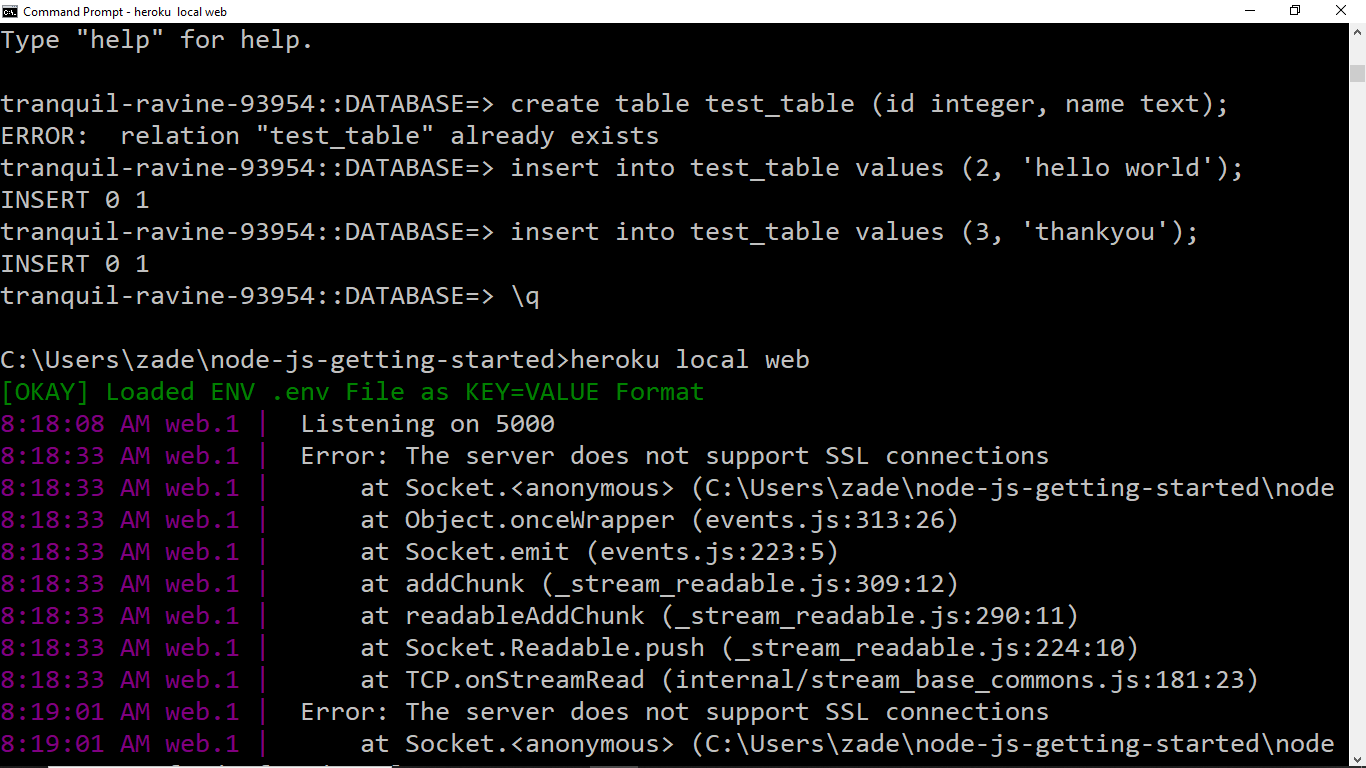 Command Prompt - heroku  local web
Type "help" for help.
tranquil-ravine-93954::DATABASE=> create table test_table (id integer, name text);
ERROR:  relation "test_table" already exists
tranquil-ravine-93954::DATABASE=> insert into test_table values (2, 'hello world');
INSERT 0 1
tranquil-ravine-93954::DATABASE=> insert into test_table values (3, 'thankyou');
INSERT 0 1
tranquil-ravine-93954::DATABASE=> \q
C:\Users\zade\node-js-getting-started>heroku local web
[OKAY] Loaded ENV .env File as KEY=VALUE Format
8:18:08 AM web.1 |  Listening on 5000
8:18:33 AM web.1 |  Error: The server does not support SSL connections
8:18:33 AM web.1 |      at Socket.<anonymous> (C:\Users\zade\node-js-getting-started\node
8:18:33 AM web.1 |      at Object.onceWrapper (events.js:313:26)
8:18:33 AM web.1 |      at Socket.emit (events.js:223:5)
8:18:33 AM web.1 |      at addChunk (_stream_readable.js:309:12)
8:18:33 AM web.1 |      at readableAddChunk (_stream_readable.js:290:11)
8:18:33 AM web.1 |      at Socket.Readable.push (_stream_readable.js:224:10)
8:18:33 AM web.1 |      at TCP.onStreamRead (internal/stream_base_commons.js:181:23)
8:19:01 AM web.1 |  Error: The server does not support SSL connections
8:19:01 AM web.1 |      at Socket.<anonymous> (C:\Users\zade\node-js-getting-started\node